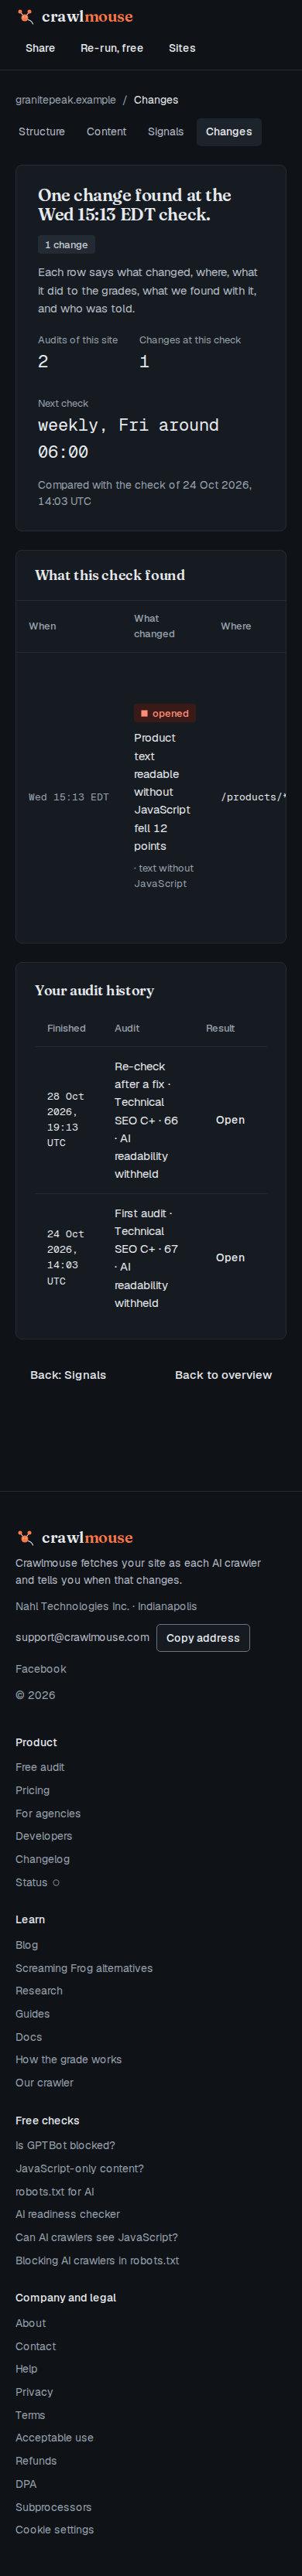 crawlmouse
Share Re-run, free Sites
granitepeak.example / Changes
Structure Content Signals Changes
One change found at the
Wed 15:13 EDT check.
1 change
Each row says what changed, where, what
it did to the grades, what we found with it,
and who was told.
Audits of this site Changes at this check
2 1
Next check
weekly, Fri around
06:00
Compared with the check of 24 Oct 2026,
14:03 UTC
What this check found
When What changed Where
Wed 15:13 EDT
opened
Product
text
readable
without
JavaScript
fell 12
points
· text without
JavaScript
/products/*
Your audit history
Finished Audit Result
28 Oct
2026,
19:13
UTC
Re-check
after a fix ·
Technical
SEO C+ · 66
· AI
readability
withheld
Open
24 Oct
2026,
14:03
UTC
First audit ·
Technical
SEO C+ · 67
· AI
readability
withheld
Open
Back: Signals Back to overview
crawlmouse
Crawlmouse fetches your site as each AI crawler
and tells you when that changes.
Nahl Technologies Inc. · Indianapolis
support@crawlmouse.com Copy address
Facebook
© 2026
Product
Free audit
Pricing
For agencies
Developers
Changelog
Status
Learn
Blog
Screaming Frog alternatives
Research
Guides
Docs
How the grade works
Our crawler
Free checks
Is GPTBot blocked?
JavaScript-only content?
robots.txt for AI
AI readiness checker
Can AI crawlers see JavaScript?
Blocking AI crawlers in robots.txt
Company and legal
About
Contact
Help
Privacy
Terms
Acceptable use
Refunds
DPA
Subprocessors
Cookie settings